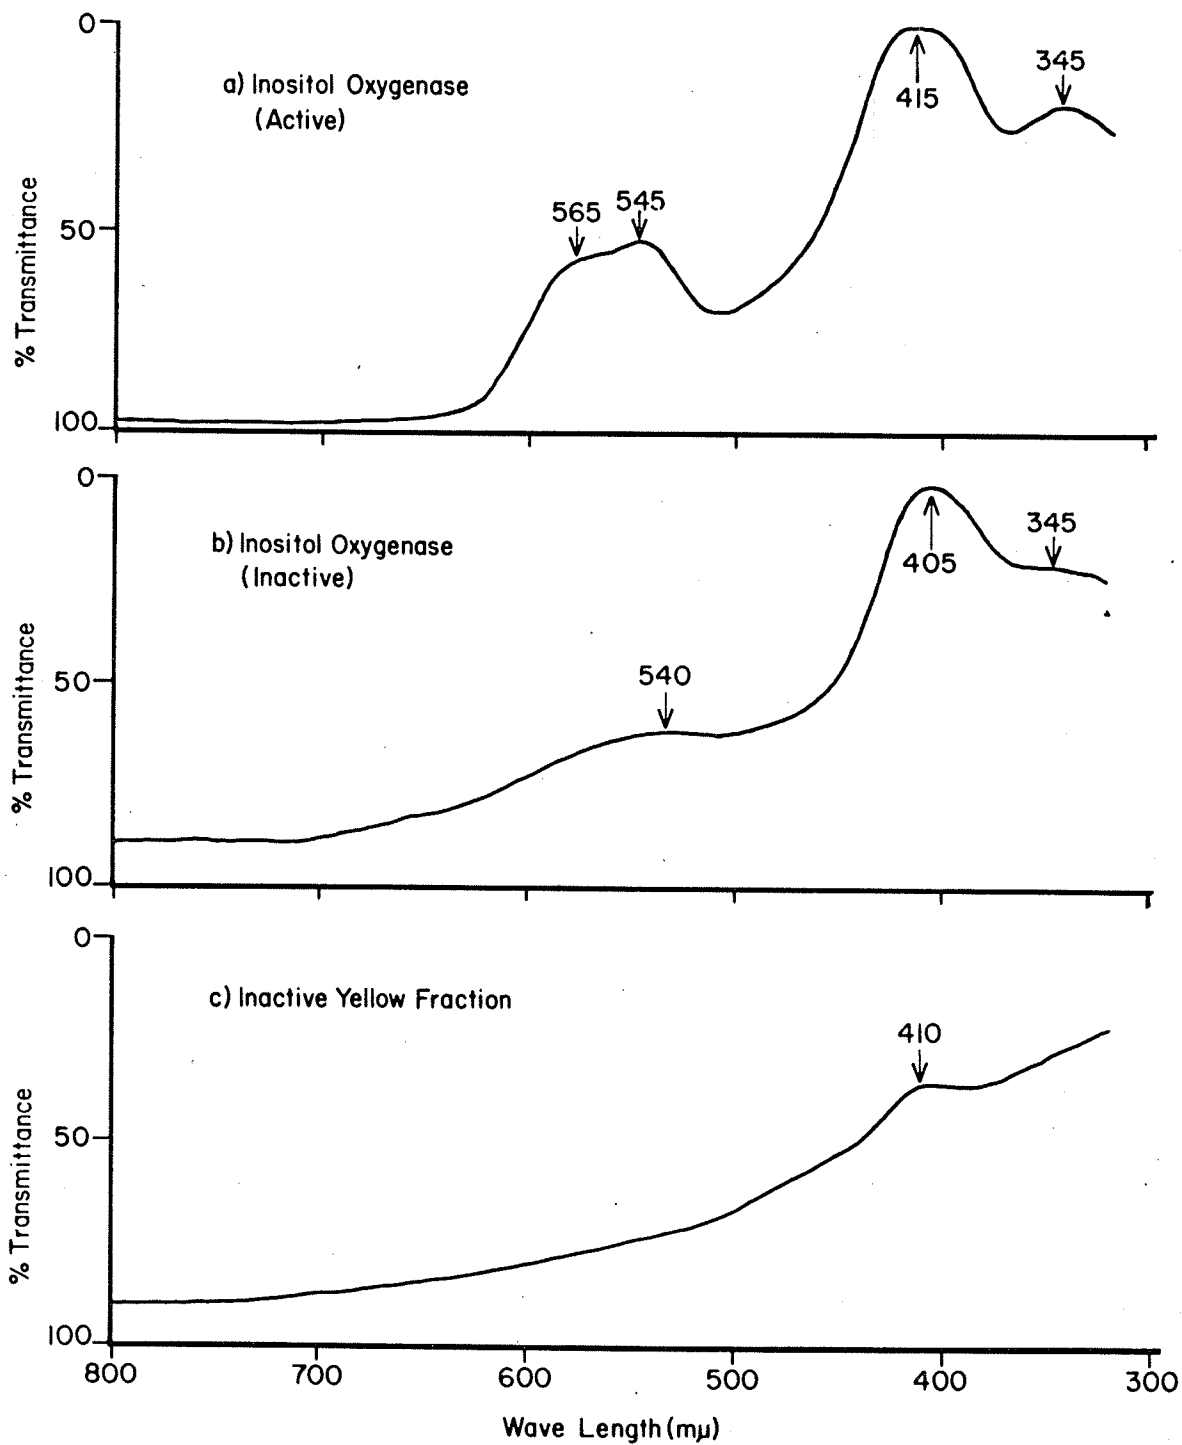 0
a) Inositol Oxygenase
(Active)
415
345
565
545
50
% Transmittance
100
0
b) Inositol Oxygenase
(Inactive)
405
345
540
50
% Transmittance
100
0
c) Inactive Yellow Fraction
410
50
% Transmittance
100
800 700 600 500 400 300
Wave Length (mμ)